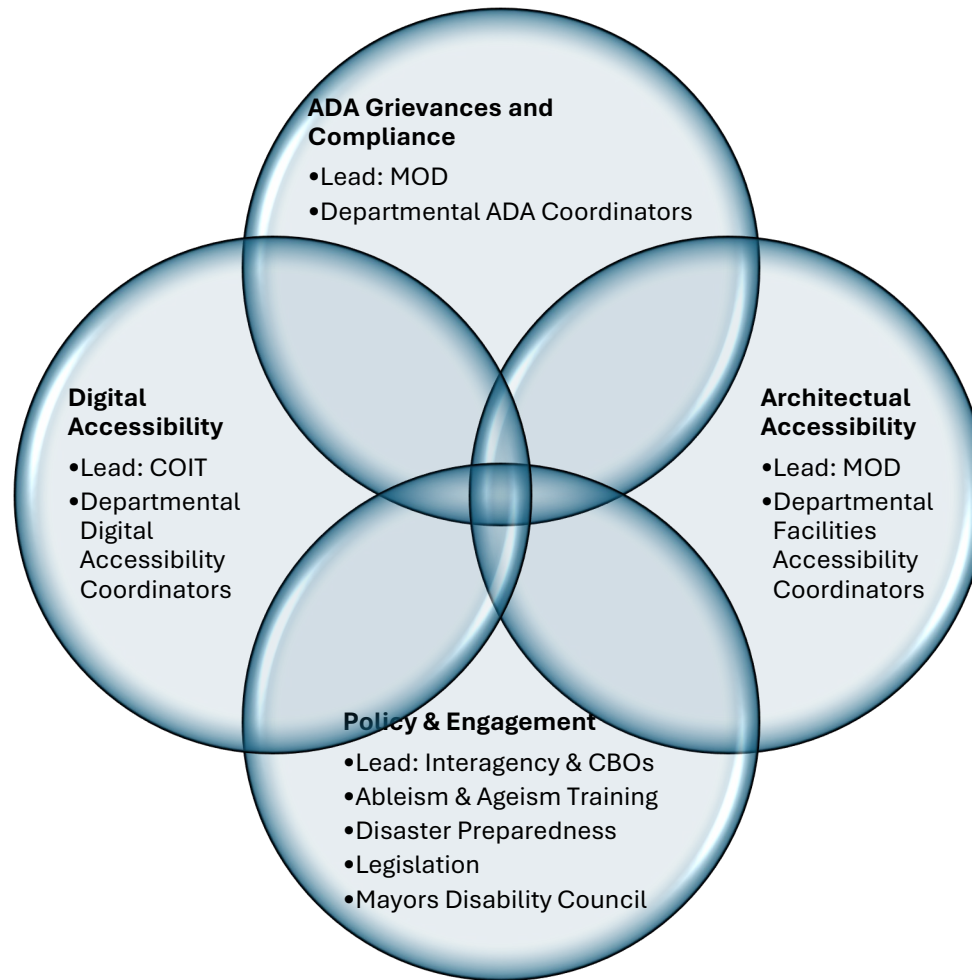 ADA Grievances and
Compliance
•Lead: MOD
•Departmental ADA Coordinators
Digital
Accessibility
•Lead: COIT
•Departmental
Digital
Accessibility
Coordinators
Architectual
Accessibility
•Lead: MOD
•Departmental
Facilities
Accessibility
Coordinators
Policy & Engagement
•Lead: Interagency & CBOs
•Ableism & Ageism Training
•Disaster Preparedness
•Legislation
•Mayors Disability Council